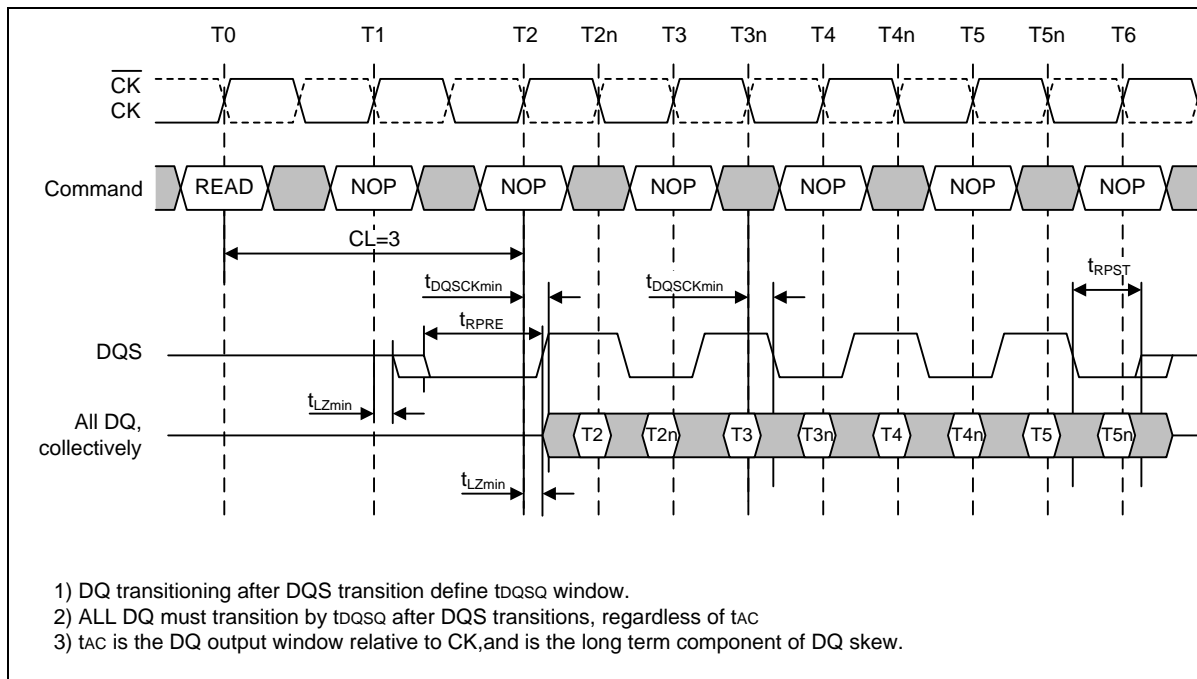 T0 T1 T2 T2n T3 T3n T4 T4n T5 T5n T6
CK
CK
Command READ NOP NOP NOP NOP NOP NOP
CL=3
tDQSCKmin tDQSCKmin tRPST
tRPRE
DQS
tLZmin
All DQ, T2 T2n T3 T3n T4 T4n T5 T5n
collectively
tLZmin
1) DQ transitioning after DQS transition define tDQSQ window.
2) ALL DQ must transition by tDQSQ after DQS transitions, regardless of tAC
3) tAC is the DQ output window relative to CK,and is the long term component of DQ skew.